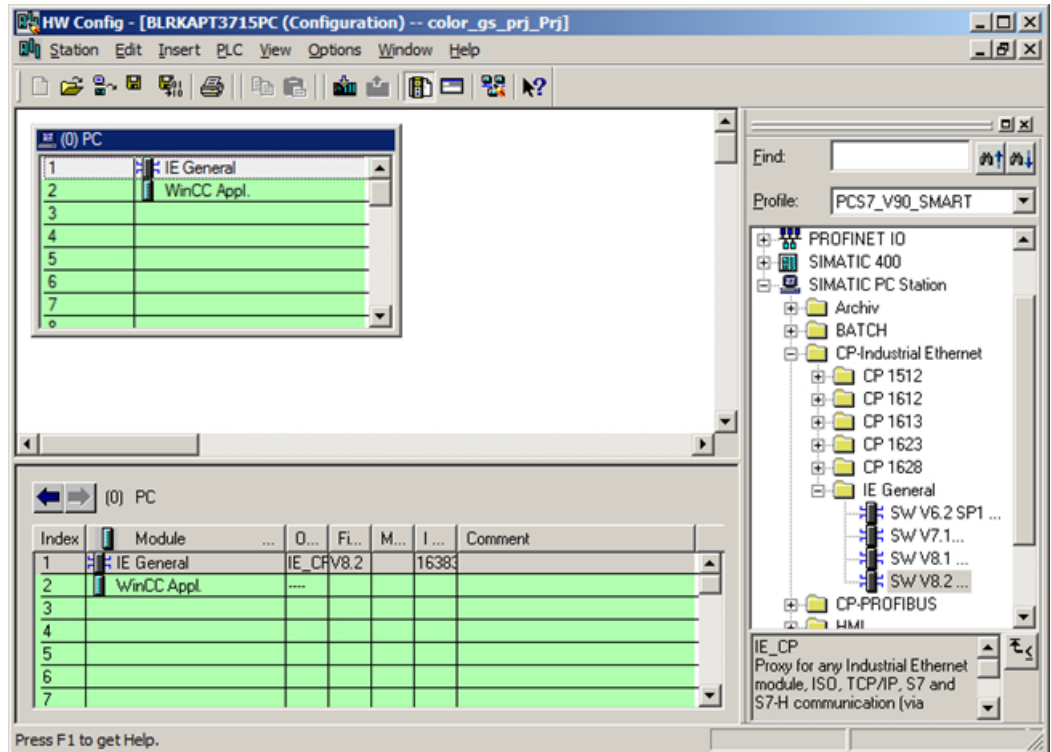 HW Config - [BLRKAPT3715PC (Configuration) -- color_gs_prj_Prj]
Station Edit Insert PLC View Options Window Help
(0) PC
1 IE General
2 WinCC Appl.
3
4
5
6
7
Find:
Profile: PCS7_V90_SMART
PROFINET IO
SIMATIC 400
SIMATIC PC Station
Archiv
BATCH
CP-Industrial Ethernet
CP 1512
CP 1612
CP 1613
CP 1623
CP 1628
IE General
SW V6.2 SP1 ...
SW V7.1...
SW V8.1 ...
SW V8.2 ...
CP-PROFIBUS
HMI
IE_CP
Proxy for any Industrial Ethernet
module, ISO, TCP/IP, S7 and
S7-H communication (via
(0) PC
Index Module ... O... Fi... M... I ... Comment
1 IE General IE_CP V8.2 16383
2 WinCC Appl. ----
3
4
5
6
7
Press F1 to get Help.